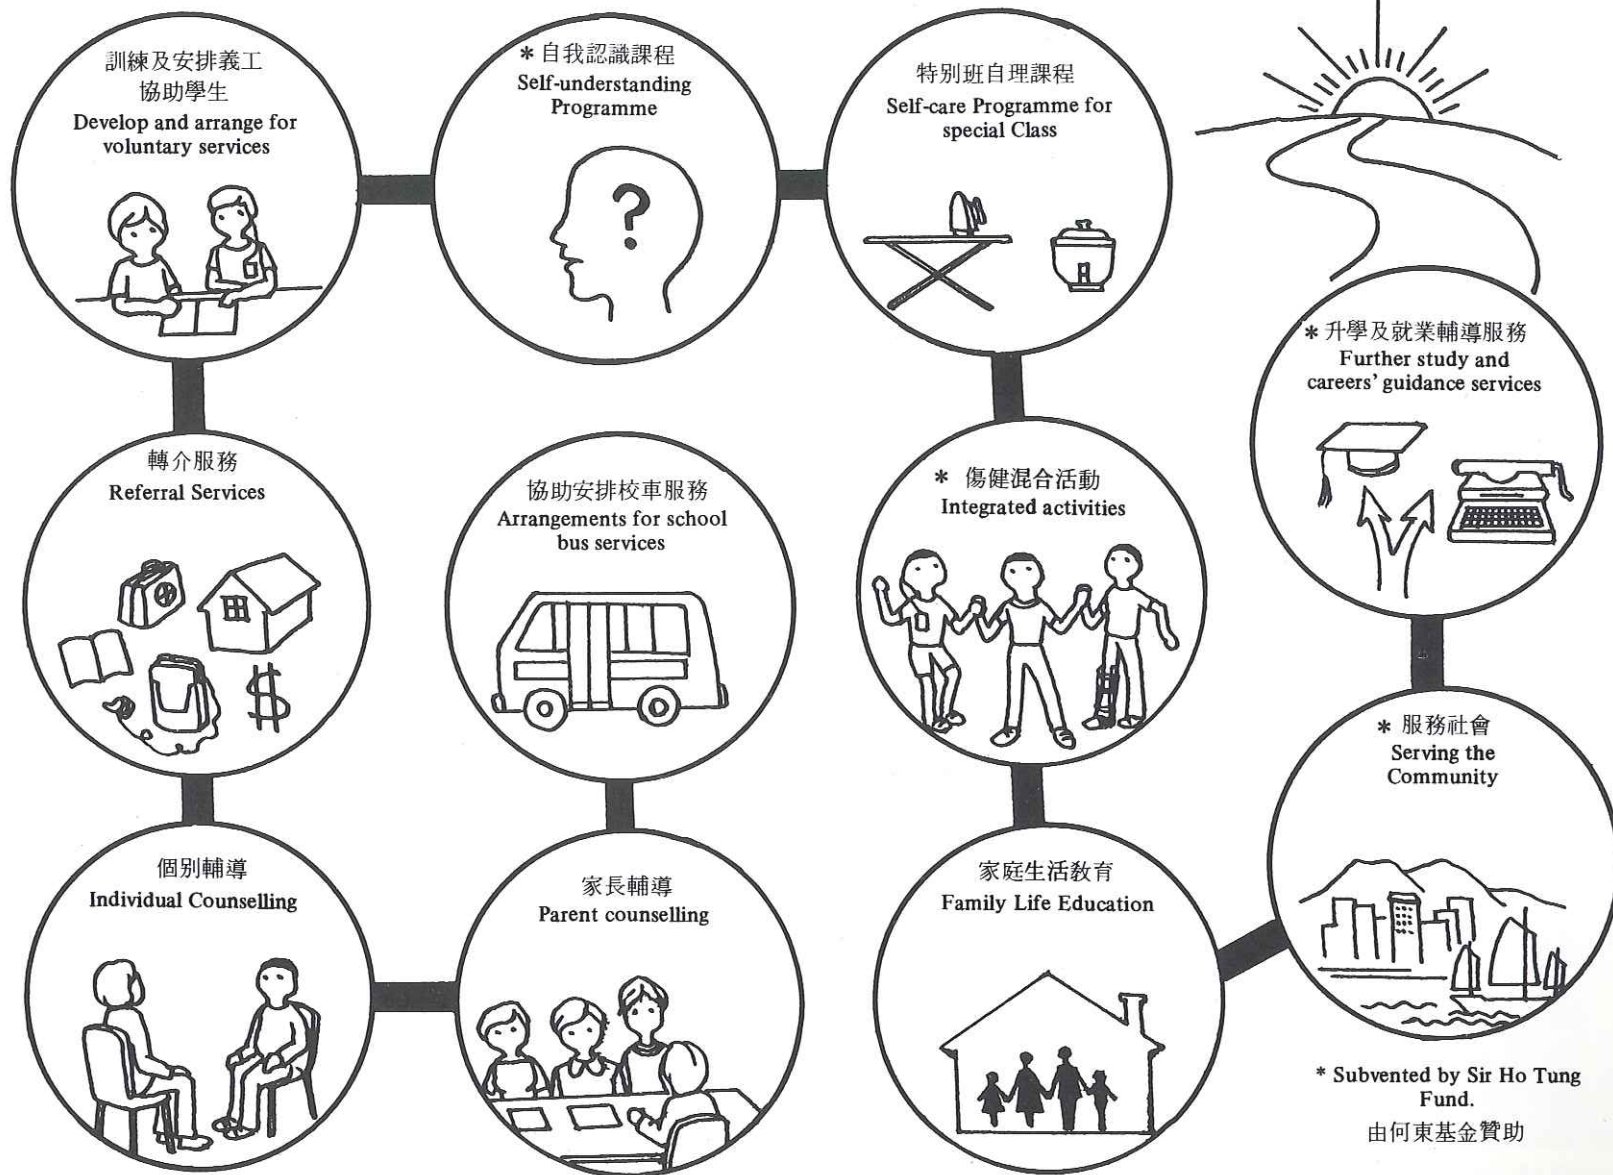 訓練及安排義工
協助學生
Develop and arrange for
voluntary services
* 自我認識課程
Self-understanding
Programme
特別班自理課程
Self-care Programme for
special Class
轉介服務
Referral Services
$
協助安排校車服務
Arrangements for school
bus services
* 傷健混合活動
Integrated activities
* 升學及就業輔導服務
Further study and
careers' guidance services
個別輔導
Individual Counselling
家長輔導
Parent counselling
家庭生活教育
Family Life Education
* 服務社會
Serving the
Community
* Subvented by Sir Ho Tung
Fund.
由何東基金贊助
?